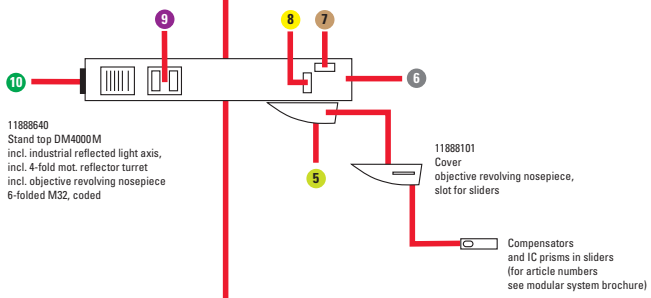 9
8
7
10
6
11888640
Stand top DM4000M
incl. industrial reflected light axis,
incl. 4-fold mot. reflector turret
incl. objective revolving nosepiece
6-folded M32, coded
5
11888101
Cover
objective revolving nosepiece,
slot for sliders
Compensators
and IC prisms in sliders
(for article numbers
see modular system brochure)